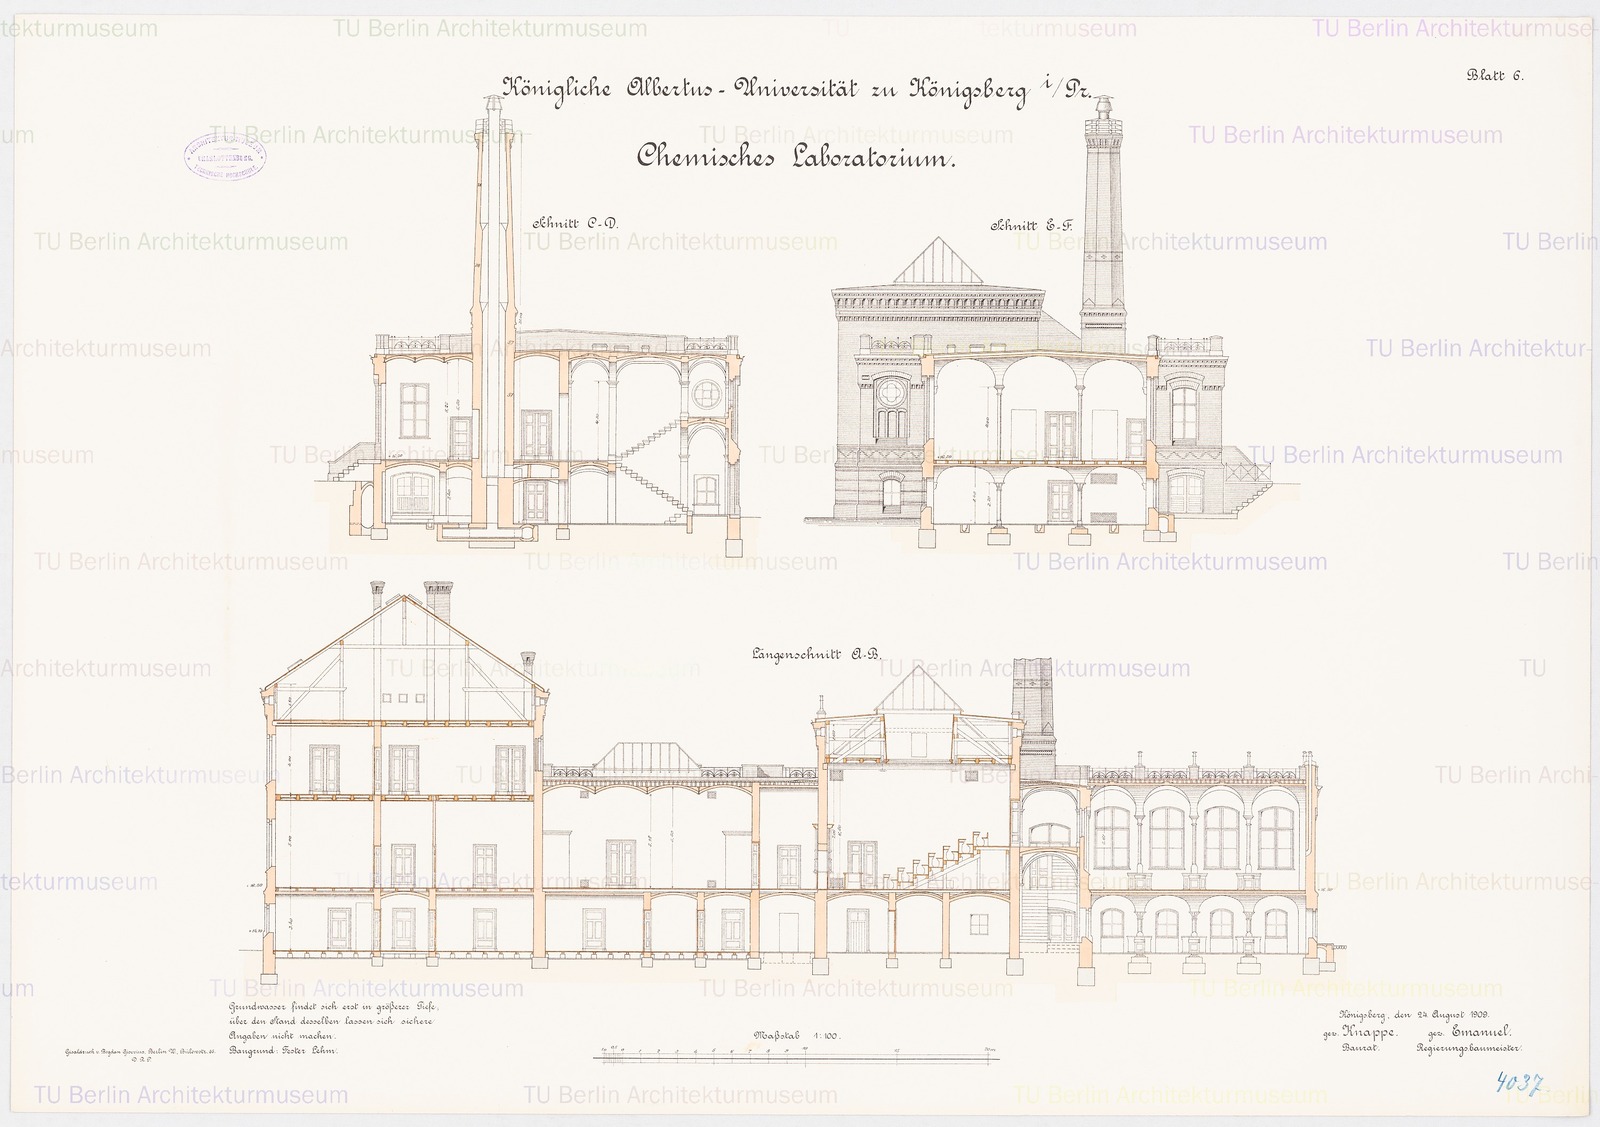 Blatt 6.
Königliche Albertus-Universität zu Königsberg i/Pr.
Chemisches Laboratorium.
Schnitt C-D.
Schnitt E-F.
Längenschnitt A-B.
Grundwasser findet sich erst in größerer Tiefe,
über den Stand desselben lassen sich sichere
Angaben nicht machen.
Baugrund: Fester Lehm.
Maßstab 1:100.
Königsberg, den 24. August 1909.
gez. Knappe. gez. Emanuel.
Baurat. Regierungsbaumeister.
4037
TU Berlin Architekturmuseum